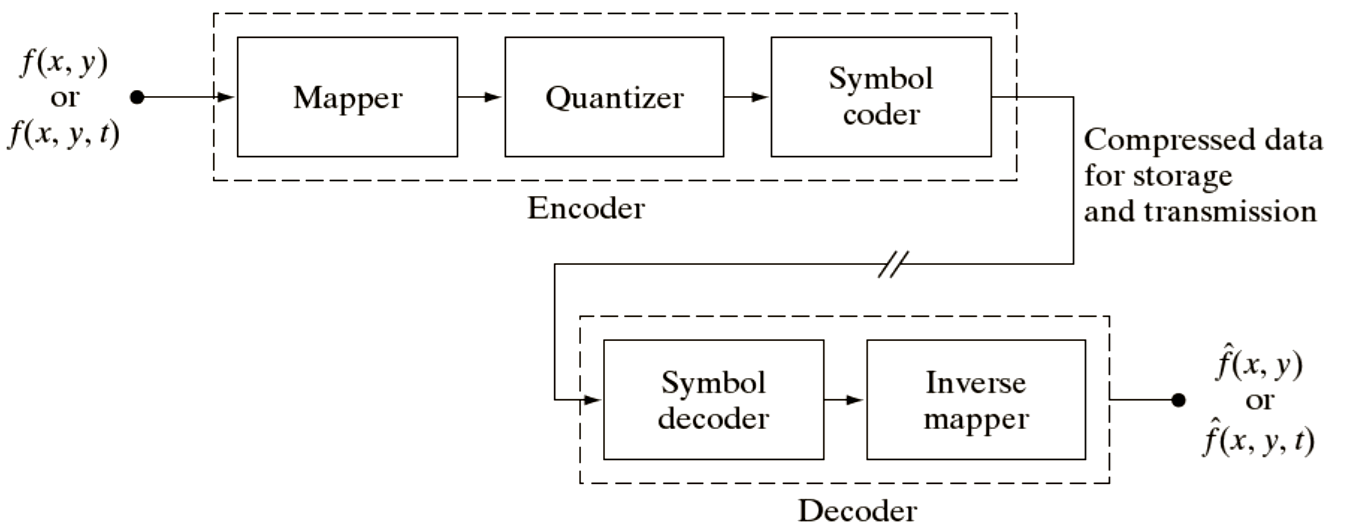 f(x, y)
or
f(x, y, t)
Mapper
Quantizer
Symbol
coder
Encoder
Compressed data
for storage
and transmission
Symbol
decoder
Inverse
mapper
Decoder
f̂(x, y)
or
f̂(x, y, t)